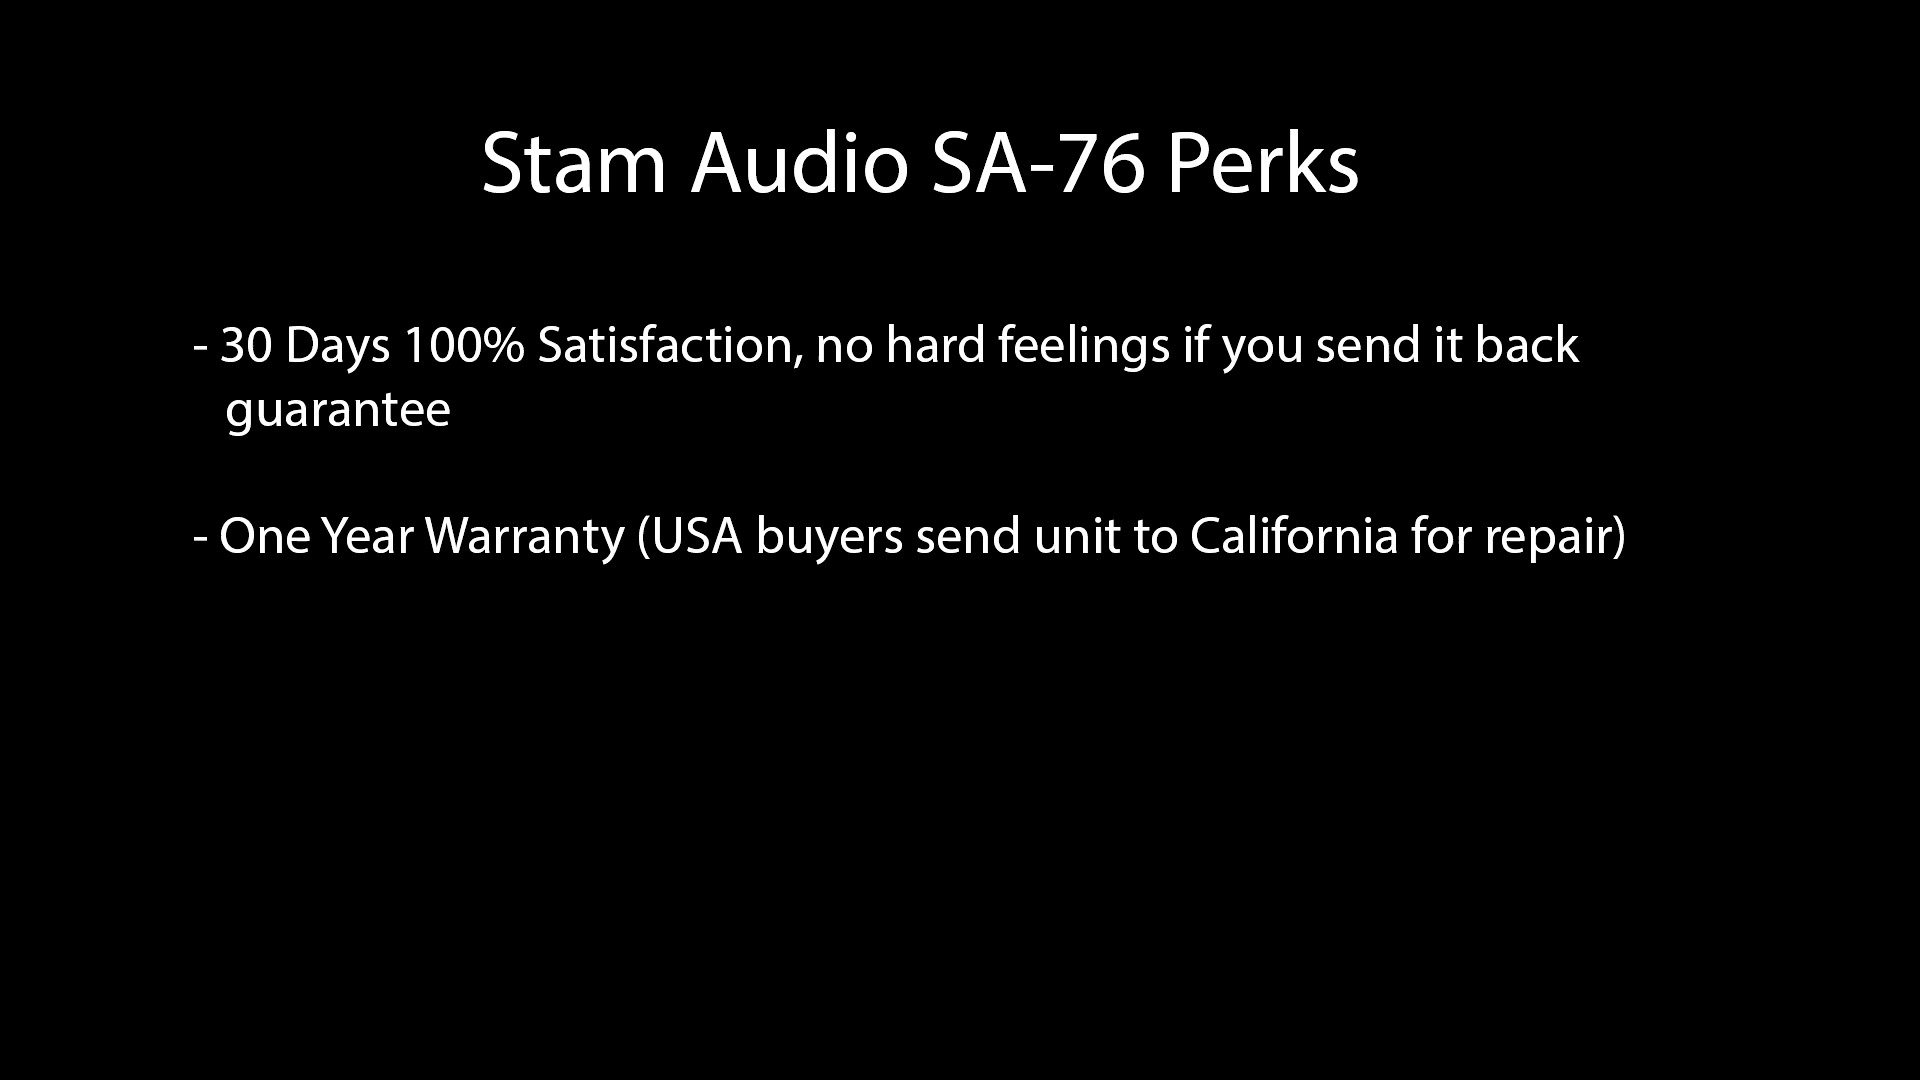 Stam Audio SA-76 Perks
- 30 Days 100% Satisfaction, no hard feelings if you send it back
guarantee
- One Year Warranty (USA buyers send unit to California for repair)